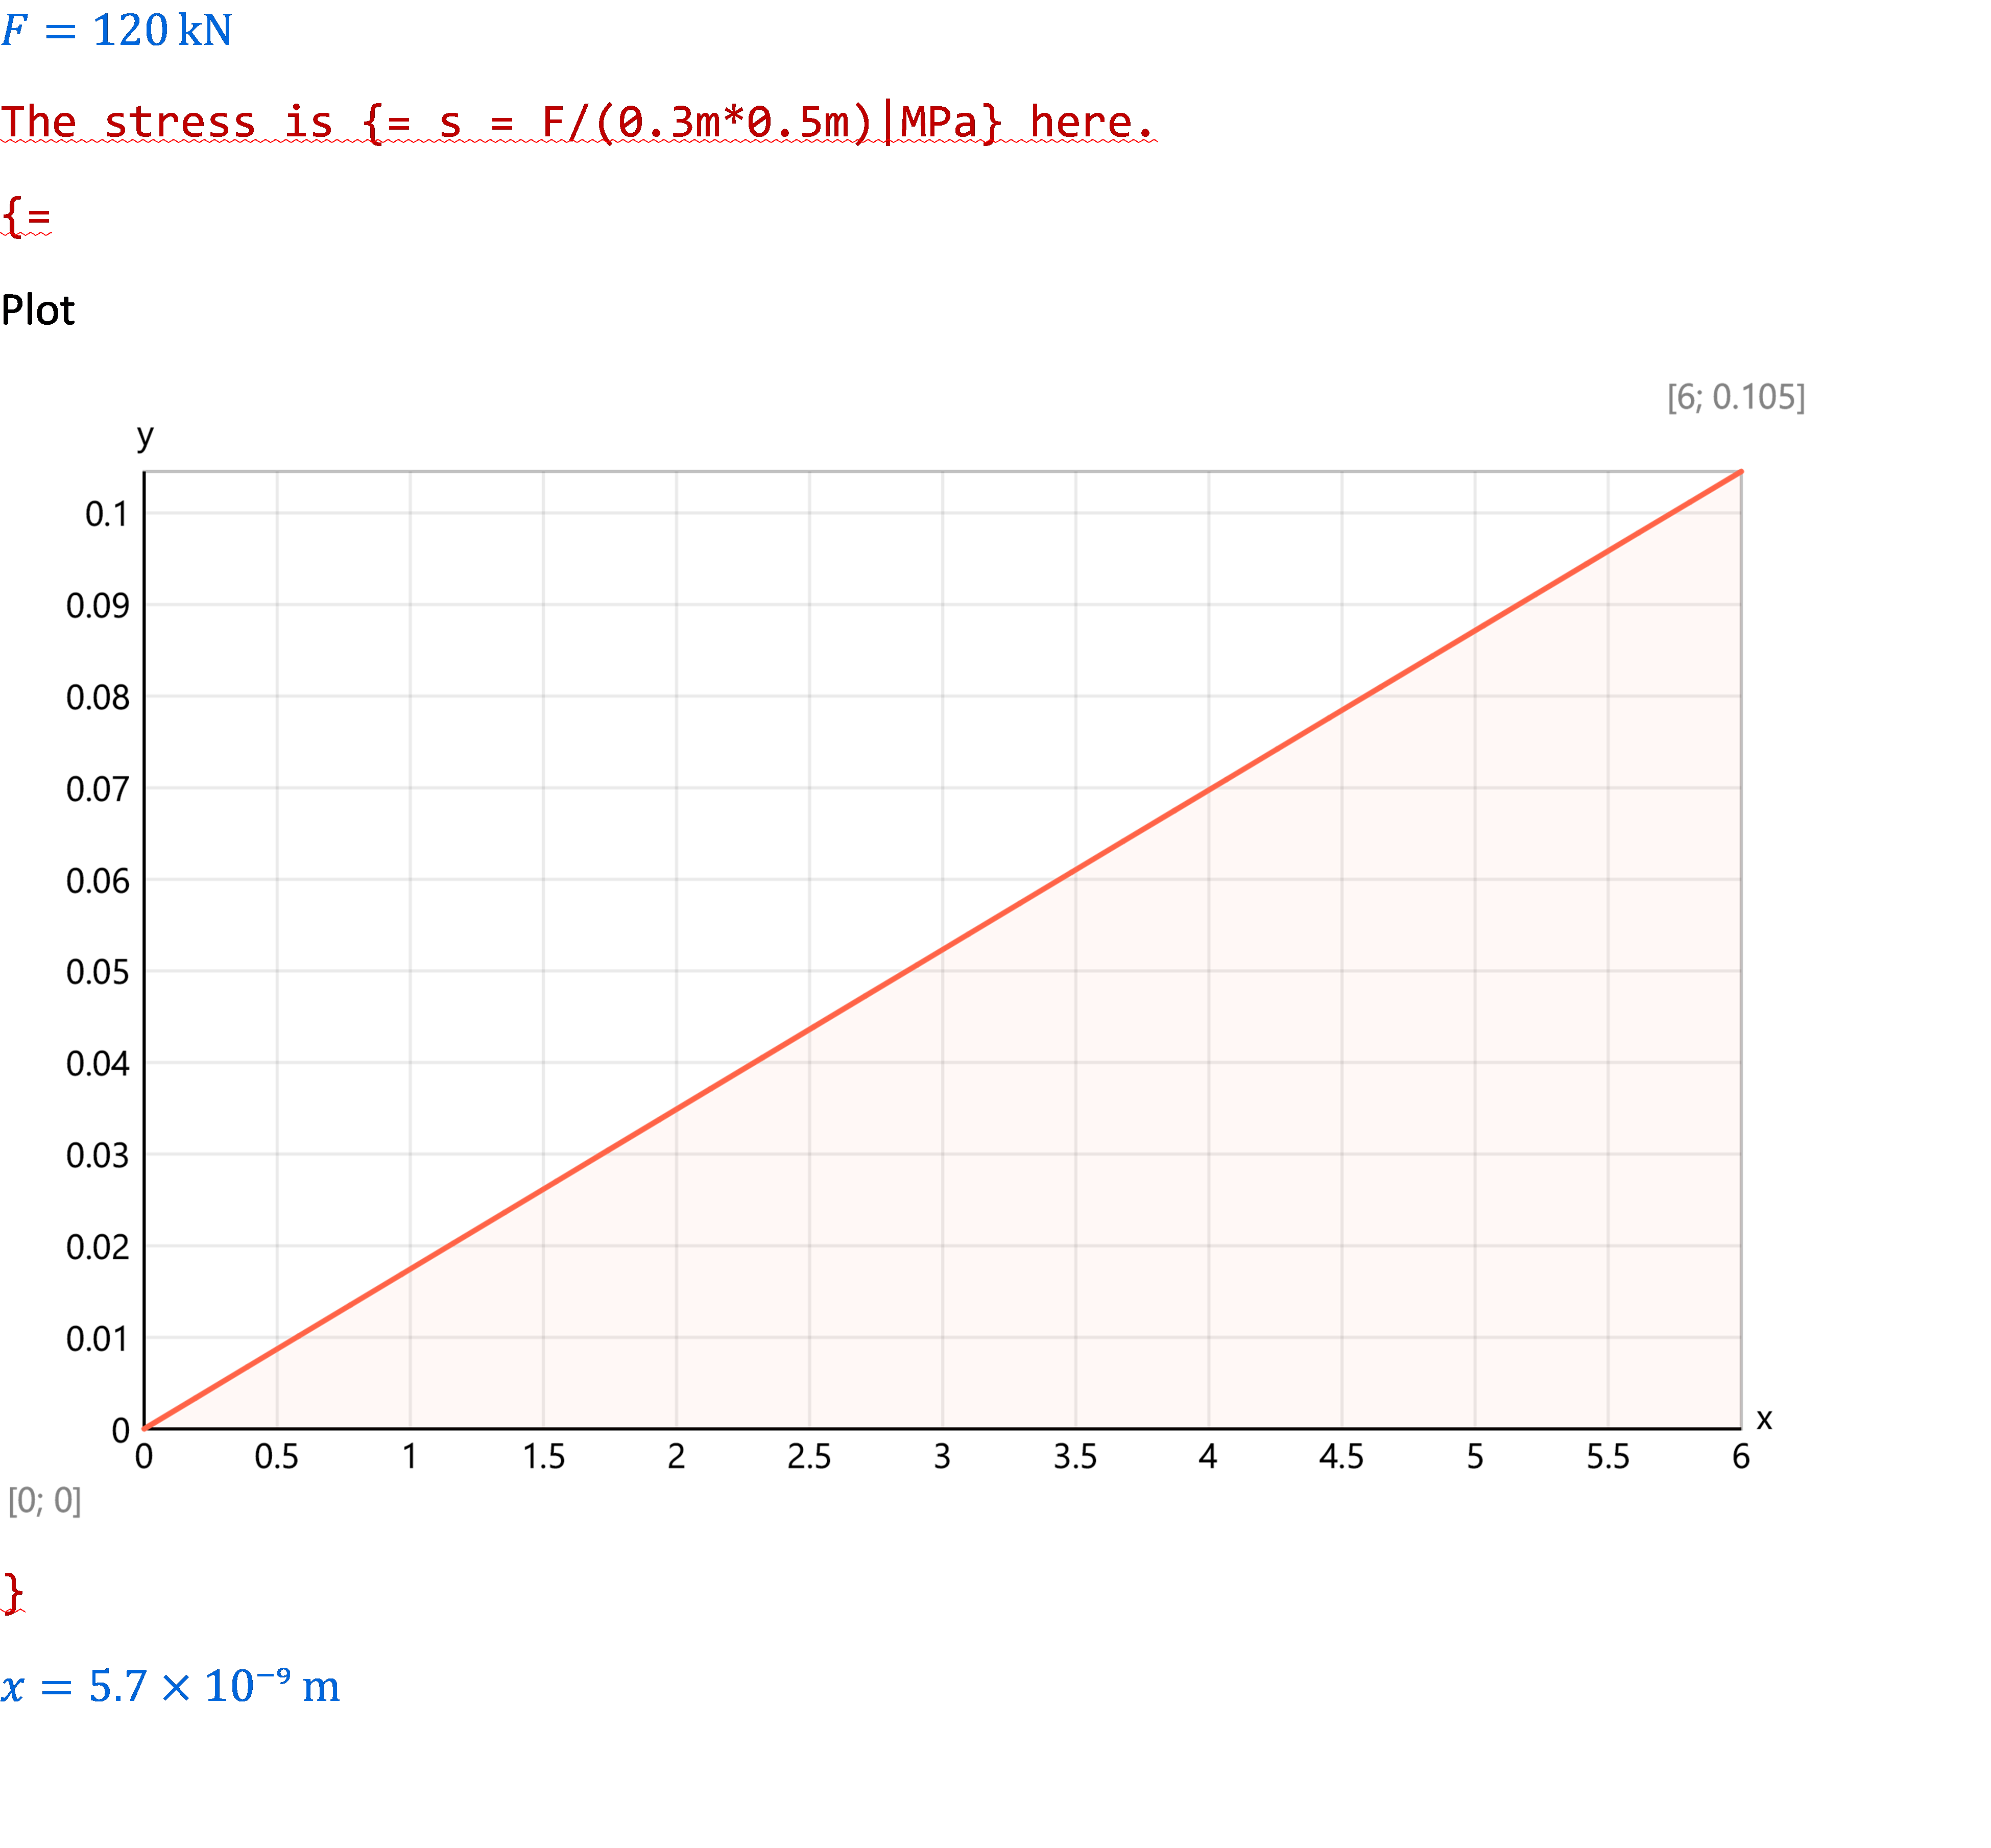 F = 120 kN
The stress is {= s = F/(0.3m*0.5m)|MPa} here.
{=
Plot
[6; 0.105]
y
0.1
0.09
0.08
0.07
0.06
0.05
0.04
0.03
0.02
0.01
0
x
0 0.5 1 1.5 2 2.5 3 3.5 4 4.5 5 5.5 6
[0; 0]
}
x = 5.7 × 10⁻⁹ m